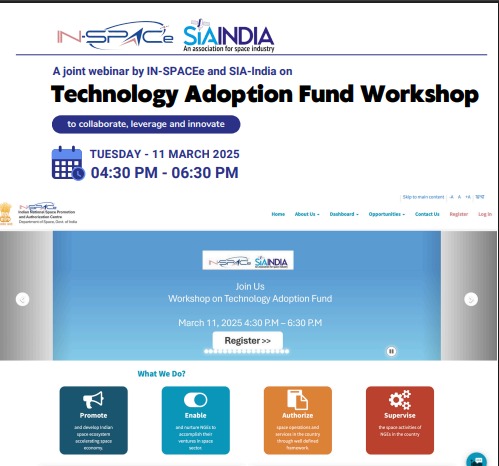 IN-SPACe
SIAINDIA
An association for space industry
A joint webinar by IN-SPACEe and SIA-India on
Technology Adoption Fund Workshop
to collaborate, leverage and innovate
TUESDAY - 11 MARCH 2025
04:30 PM - 06:30 PM
Skip to main content A A +A
IN-SPACe
Indian National Space Promotion
and Authorization Centre
Department of Space, Govt. of India
Home About Us Dashboard Opportunities Contact Us Register Log In
IN-SPACe SIAINDIA
Join Us
Workshop on Technology Adoption Fund
March 11, 2025 4:30 P.M – 6:30 P.M
Register >>
What We Do?
Promote
and develop Indian
space ecosystem
accelerating space
economy.
Enable
and nurture NGEs to
accomplish their
ventures in space
sector
Authorize
space operations and
services in the country
through well defined
framework
Supervise
the space activities of
NGEs in the country